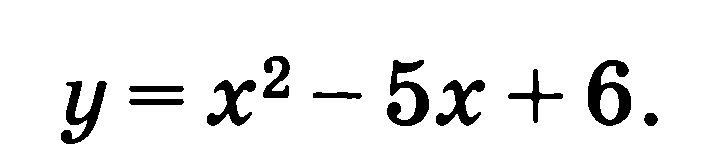 y = x² − 5x + 6.